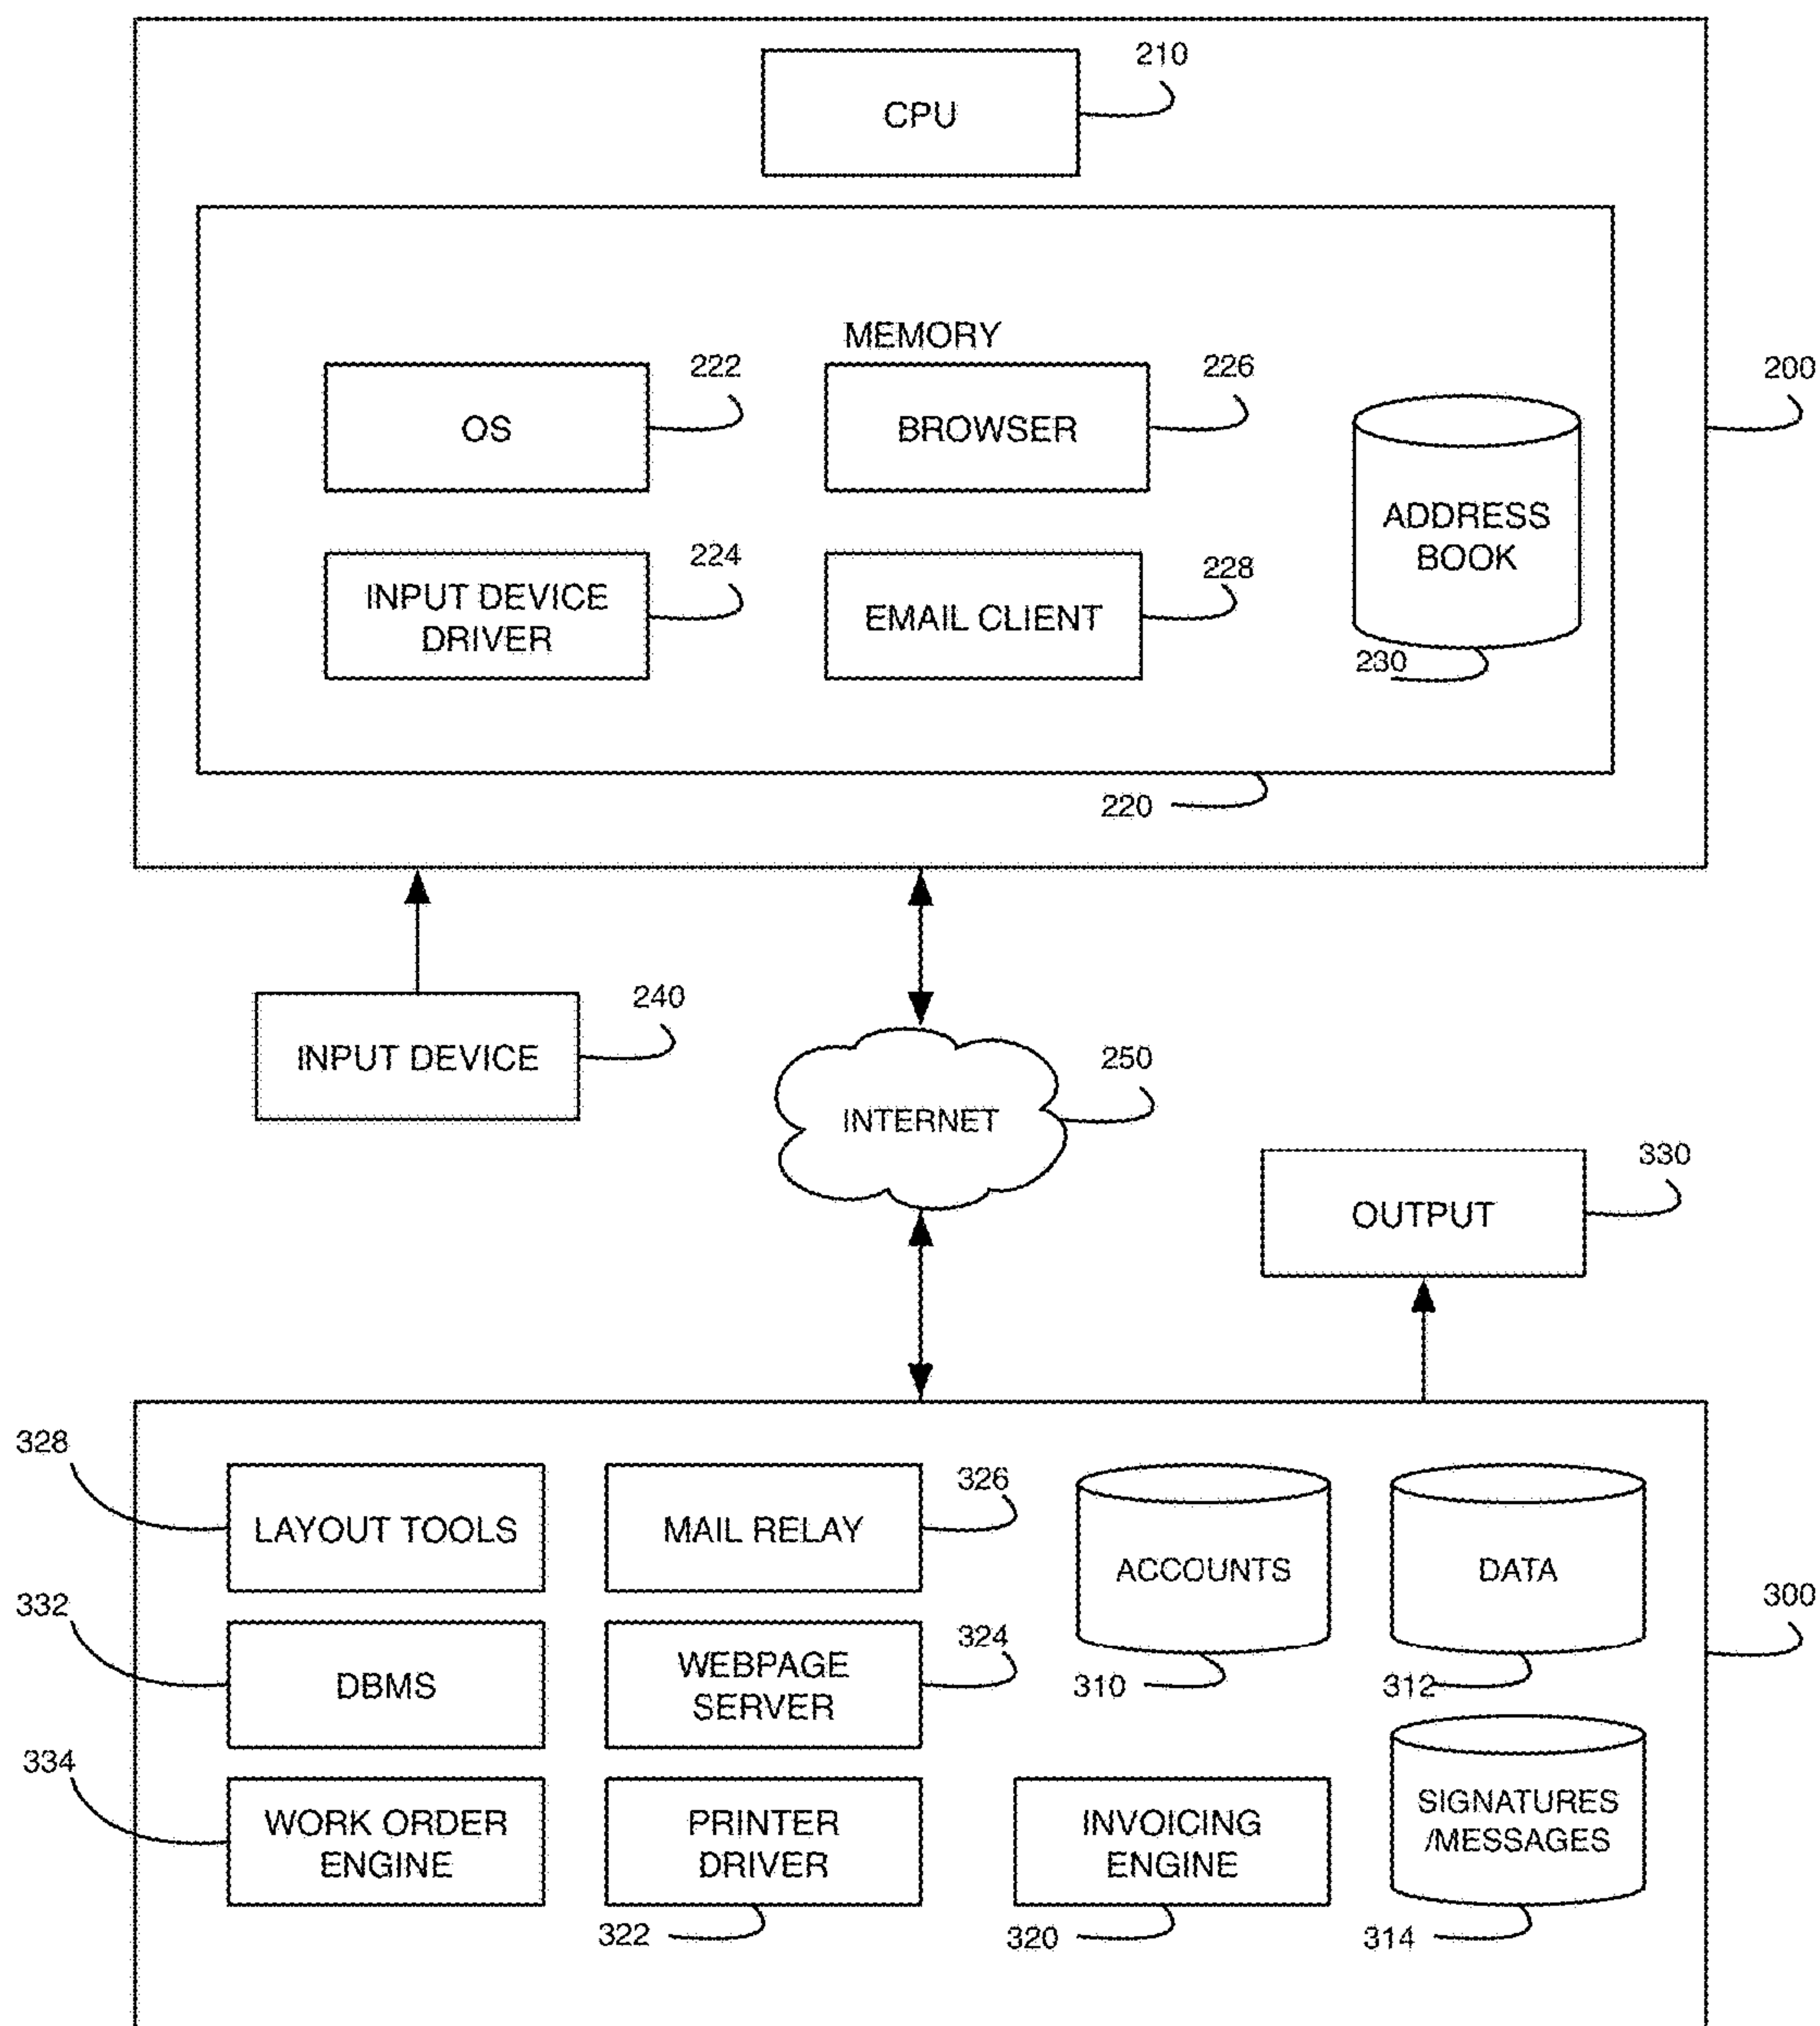 210
CPU
MEMORY
222
226
200
OS
BROWSER
ADDRESS
BOOK
224
228
INPUT DEVICE
DRIVER
EMAIL CLIENT
230
220
240
INPUT DEVICE
250
INTERNET
330
OUTPUT
328
326
LAYOUT TOOLS
MAIL RELAY
ACCOUNTS
DATA
332
324
300
DBMS
WEBPAGE
SERVER
310
312
334
WORK ORDER
ENGINE
PRINTER
DRIVER
INVOICING
ENGINE
SIGNATURES
/MESSAGES
322
320
314